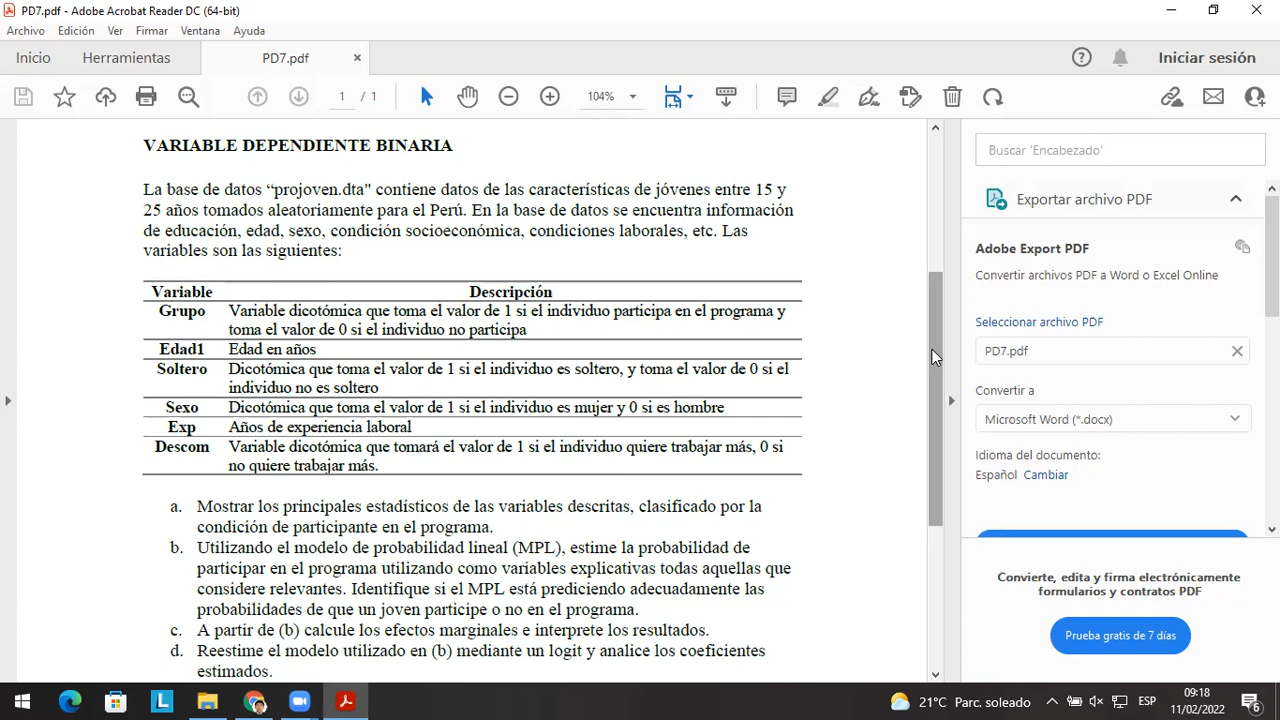 PD7.pdf - Adobe Acrobat Reader DC (64-bit)
Archivo Edición Ver Firmar Ventana Ayuda
Inicio Herramientas PD7.pdf Iniciar sesión
1 / 1 104%
VARIABLE DEPENDIENTE BINARIA
La base de datos “projoven.dta" contiene datos de las características de jóvenes entre 15 y
25 años tomados aleatoriamente para el Perú. En la base de datos se encuentra información
de educación, edad, sexo, condición socioeconómica, condiciones laborales, etc. Las
variables son las siguientes:
Variable Descripción
Grupo Variable dicotómica que toma el valor de 1 si el individuo participa en el programa y
toma el valor de 0 si el individuo no participa
Edad1 Edad en años
Soltero Dicotómica que toma el valor de 1 si el individuo es soltero, y toma el valor de 0 si el
individuo no es soltero
Sexo Dicotómica que toma el valor de 1 si el individuo es mujer y 0 si es hombre
Exp Años de experiencia laboral
Descom Variable dicotómica que tomará el valor de 1 si el individuo quiere trabajar más, 0 si
no quiere trabajar más.
a. Mostrar los principales estadísticos de las variables descritas, clasificado por la
condición de participante en el programa.
b. Utilizando el modelo de probabilidad lineal (MPL), estime la probabilidad de
participar en el programa utilizando como variables explicativas todas aquellas que
considere relevantes. Identifique si el MPL está prediciendo adecuadamente las
probabilidades de que un joven participe o no en el programa.
c. A partir de (b) calcule los efectos marginales e interprete los resultados.
d. Reestime el modelo utilizado en (b) mediante un logit y analice los coeficientes
estimados.
Buscar 'Encabezado'
Exportar archivo PDF
Adobe Export PDF
Convertir archivos PDF a Word o Excel Online
Seleccionar archivo PDF
PD7.pdf
Convertir a
Microsoft Word (*.docx)
Idioma del documento:
Español Cambiar
Convierte, edita y firma electrónicamente
formularios y contratos PDF
Prueba gratis de 7 días
21°C Parc. soleado ESP 09:18
11/02/2022 6